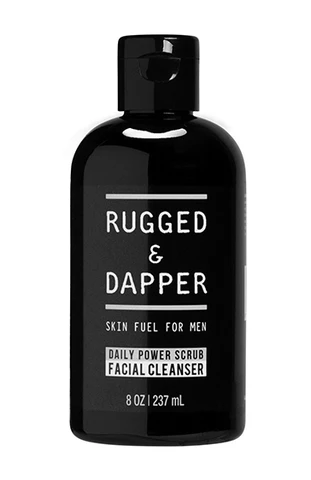 RUGGED
&
DAPPER
SKIN FUEL FOR MEN
DAILY POWER SCRUB
FACIAL CLEANSER
8 OZ | 237 mL